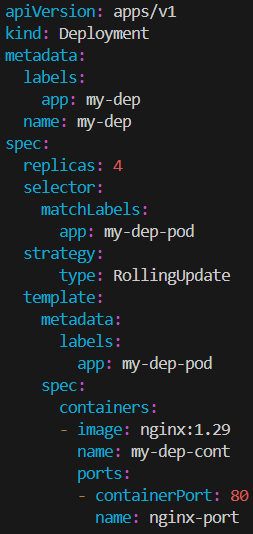 apiVersion: apps/v1
kind: Deployment
metadata:
  labels:
    app: my-dep
  name: my-dep
spec:
  replicas: 4
  selector:
    matchLabels:
      app: my-dep-pod
  strategy:
      type: RollingUpdate
  template:
    metadata:
      labels:
        app: my-dep-pod
    spec:
      containers:
      - image: nginx:1.29
        name: my-dep-cont
        ports:
        - containerPort: 80
          name: nginx-port